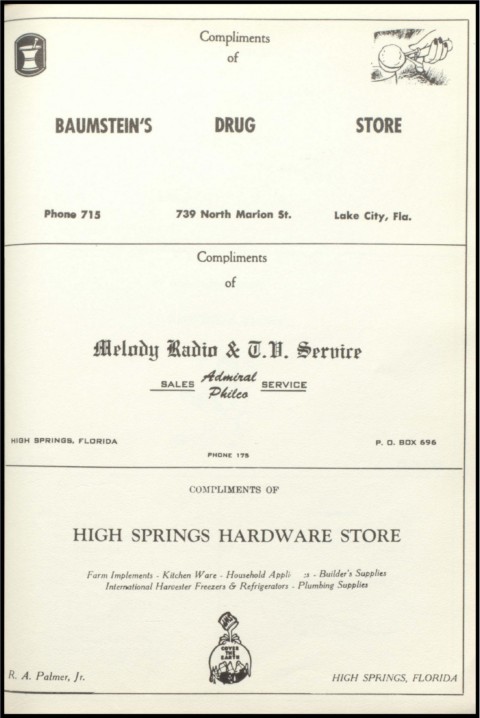 Compliments
of
BAUMSTEIN'S DRUG STORE
Phone 715 739 North Marion St. Lake City, Fla.
Compliments
of
Melody Radio & T.V. Service
SALES Admiral Philco SERVICE
HIGH SPRINGS, FLORIDA
PHONE 175
P. O. BOX 696
COMPLIMENTS OF
HIGH SPRINGS HARDWARE STORE
Farm Implements - Kitchen Ware - Household Appli :s - Builder's Supplies
International Harvester Freezers & Refrigerators - Plumbing Supplies
COVER
THE
EARTH
R. A. Palmer, Jr. HIGH SPRINGS, FLORIDA